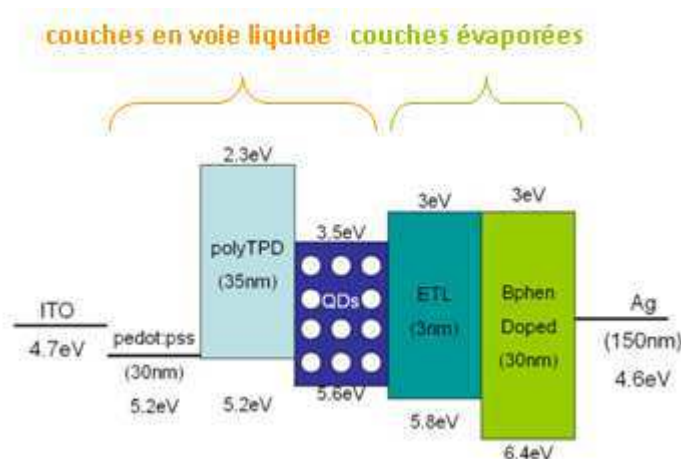 couches en voie liquide couches évaporées
2.3eV
polyTPD
(35nm)
3.5eV
QDs
3eV
ETL
(3nm)
3eV
Bphen
Doped
(30nm)
ITO
4.7eV
pedot:pss
(30nm)
5.2eV
5.2eV
5.6eV
5.8eV
6.4eV
Ag
(150nm)
4.6eV